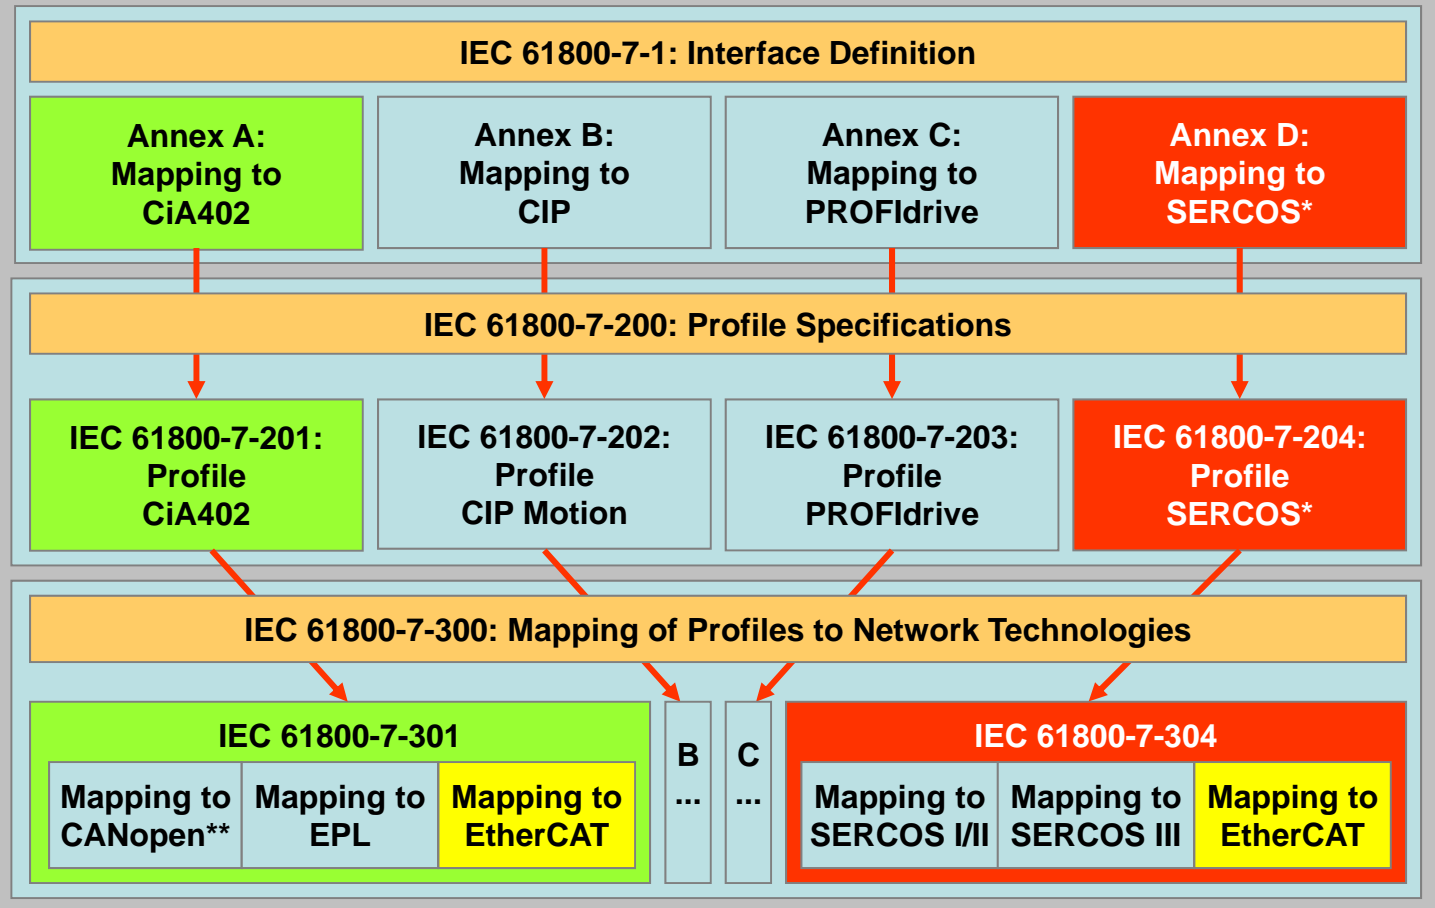 IEC 61800-7-1: Interface Definition
Annex A:
Mapping to
CiA402
Annex B:
Mapping to
CIP
Annex C:
Mapping to
PROFIdrive
Annex D:
Mapping to
SERCOS*
IEC 61800-7-200: Profile Specifications
IEC 61800-7-201:
Profile
CiA402
IEC 61800-7-202:
Profile
CIP Motion
IEC 61800-7-203:
Profile
PROFIdrive
IEC 61800-7-204:
Profile
SERCOS*
IEC 61800-7-300: Mapping of Profiles to Network Technologies
IEC 61800-7-301
Mapping to
CANopen**
Mapping to
EPL
Mapping to
EtherCAT
B
...
C
...
IEC 61800-7-304
Mapping to
SERCOS I/II
Mapping to
SERCOS III
Mapping to
EtherCAT